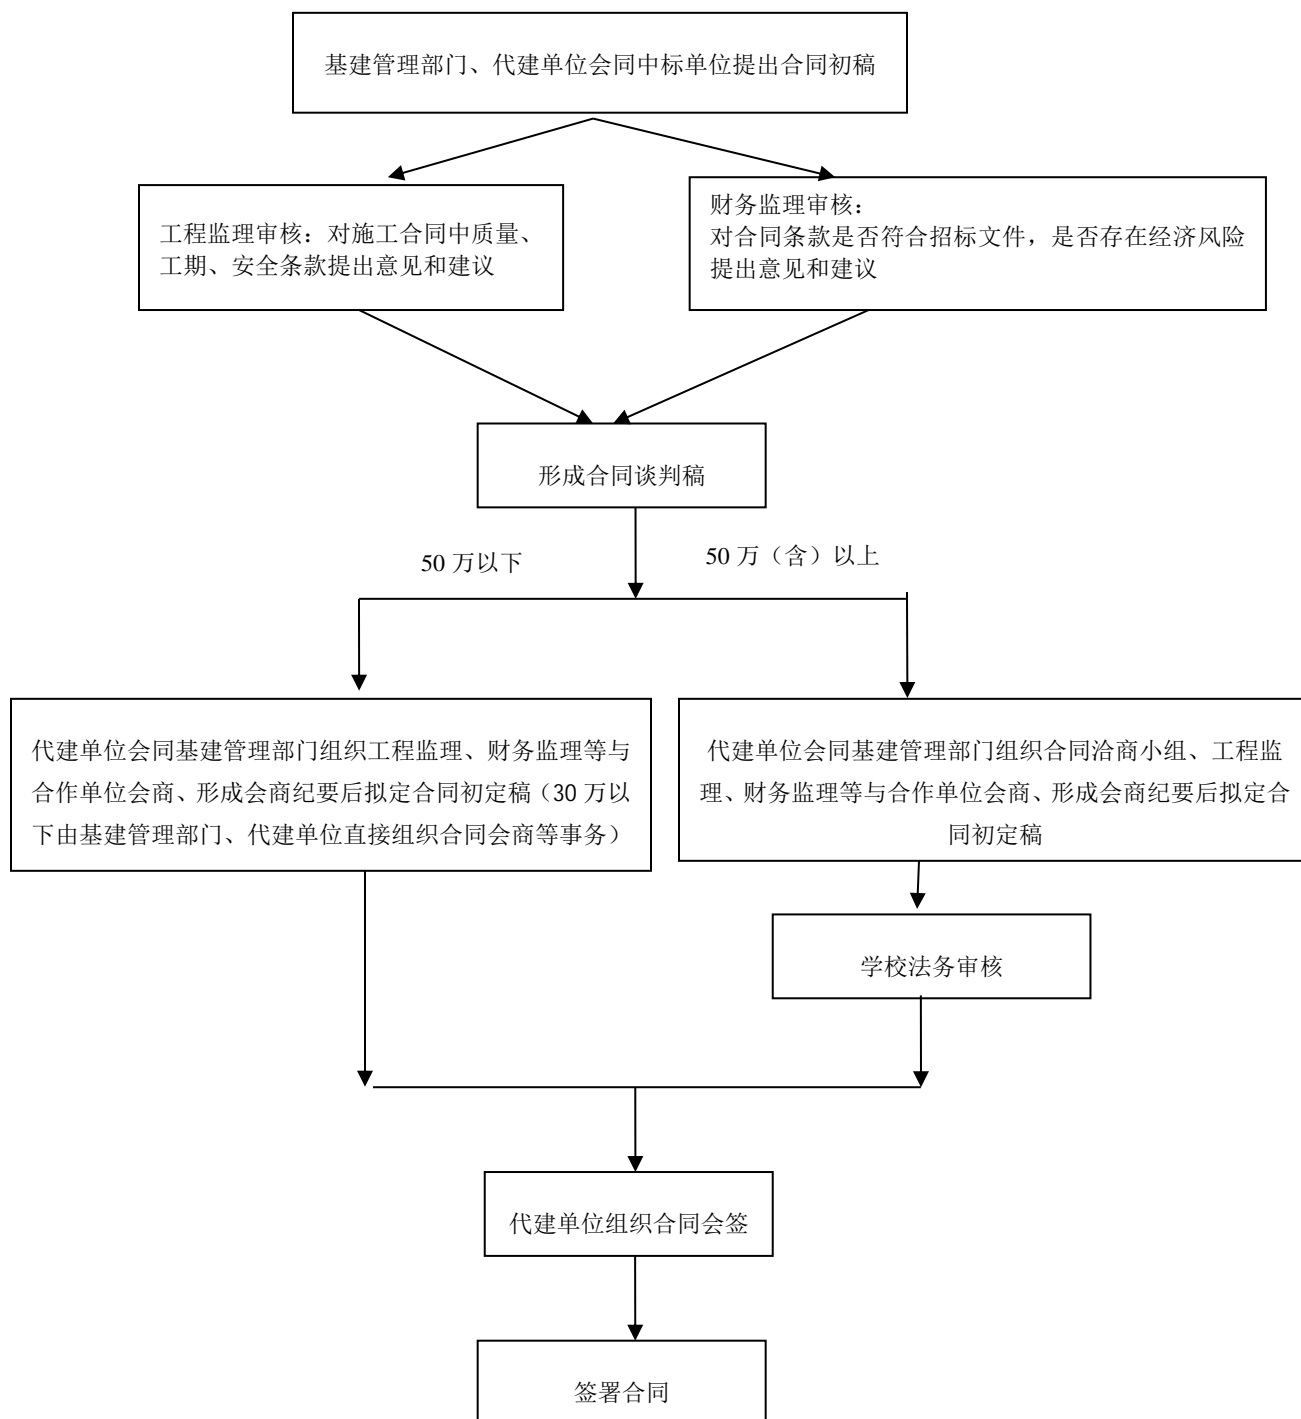 基建管理部门、代建单位会同中标单位提出合同初稿
工程监理审核：对施工合同中质量、
工期、安全条款提出意见和建议
财务监理审核：
对合同条款是否符合招标文件，是否存在经济风险
提出意见和建议
形成合同谈判稿
50 万以下
50 万（含）以上
代建单位会同基建管理部门组织工程监理、财务监理等与
合作单位会商、形成会商纪要后拟定合同初定稿（30 万以
下由基建管理部门、代建单位直接组织合同会商等事务）
代建单位会同基建管理部门组织合同洽商小组、工程监
理、财务监理等与合作单位会商、形成会商纪要后拟定合
同初定稿
学校法务审核
代建单位组织合同会签
签署合同